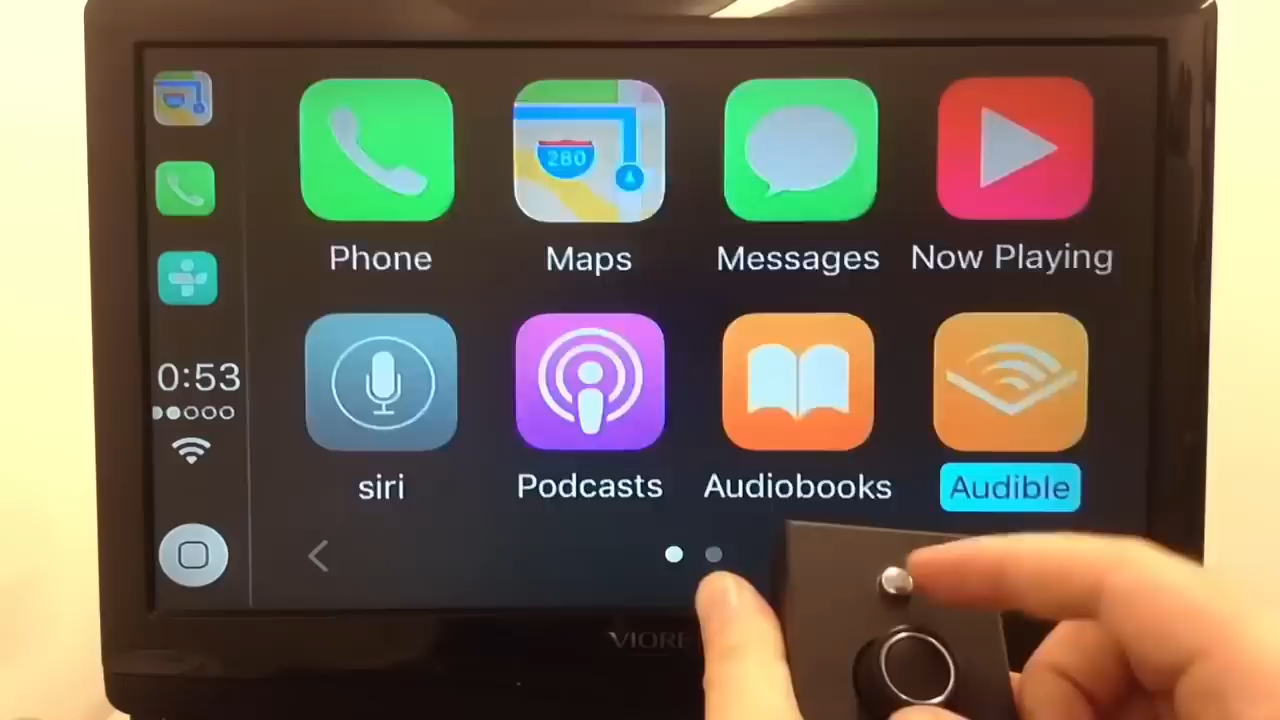 280
Phone
Maps
Messages
Now Playing
0:53
siri
Podcasts
Audiobooks
Audible
VIORE